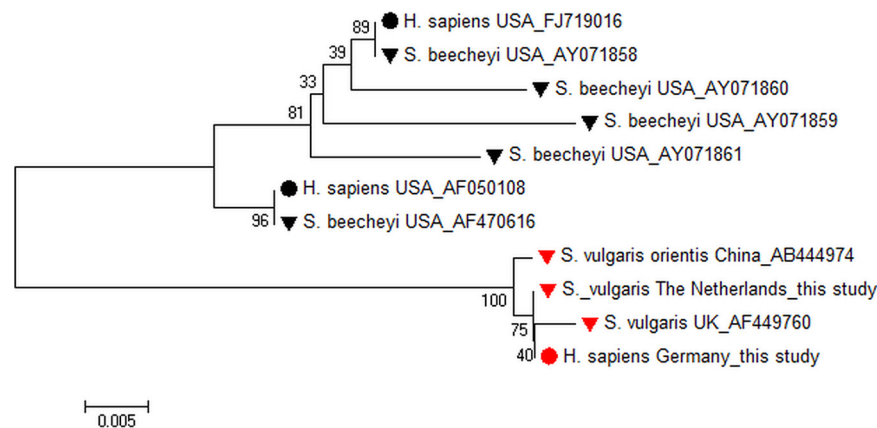 89
H. sapiens USA_FJ719016
39
S. beecheyi USA_AY071858
33
S. beecheyi USA_AY071860
81
S. beecheyi USA_AY071859
S. beecheyi USA_AY071861
H. sapiens USA_AF050108
96
S. beecheyi USA_AF470616
S. vulgaris orientis China_AB444974
100
S._vulgaris The Netherlands_this study
75
S. vulgaris UK_AF449760
40
H. sapiens Germany_this study
0.005